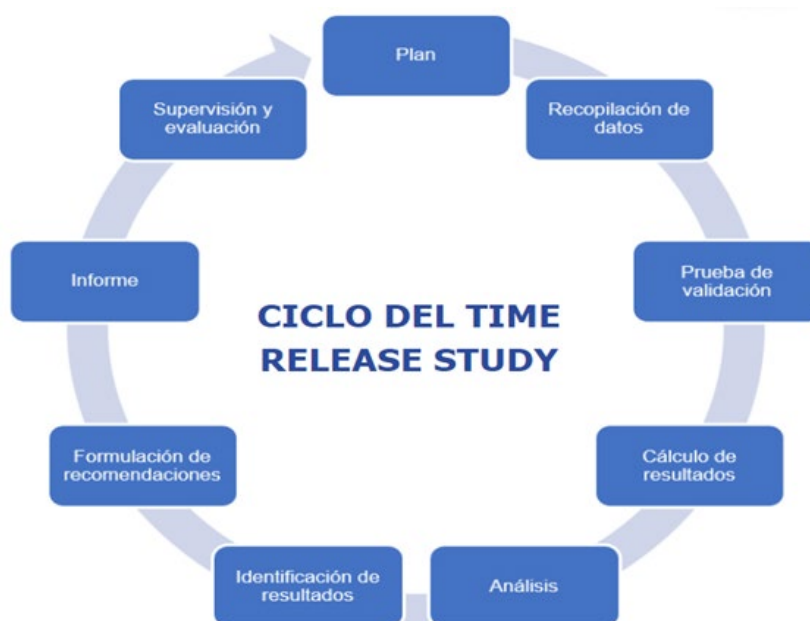 Plan
Recopilación de
datos
Prueba de
validación
Cálculo de
resultados
Análisis
Identificación de
resultados
Formulación de
recomendaciones
Informe
Supervisión y
evaluación
CICLO DEL TIME
RELEASE STUDY